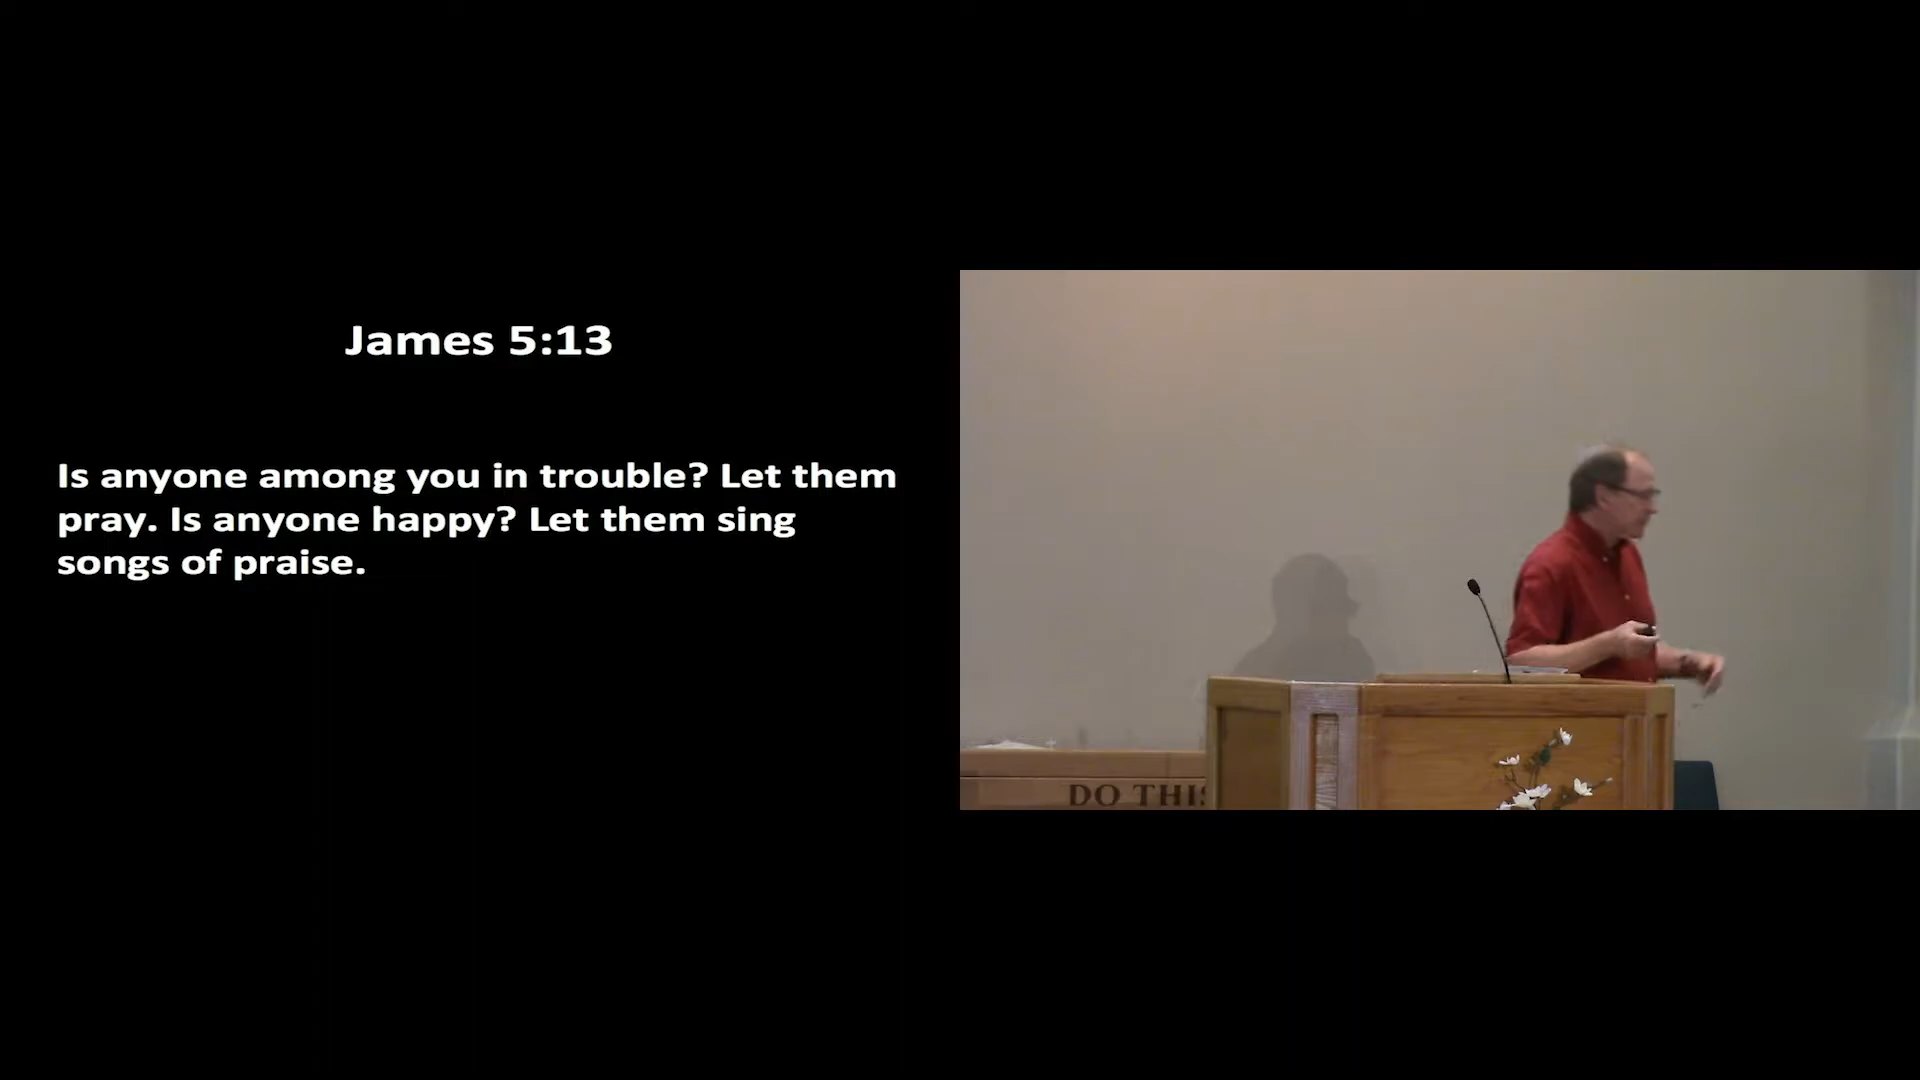 James 5:13
Is anyone among you in trouble? Let them
pray. Is anyone happy? Let them sing
songs of praise.
DO THIS